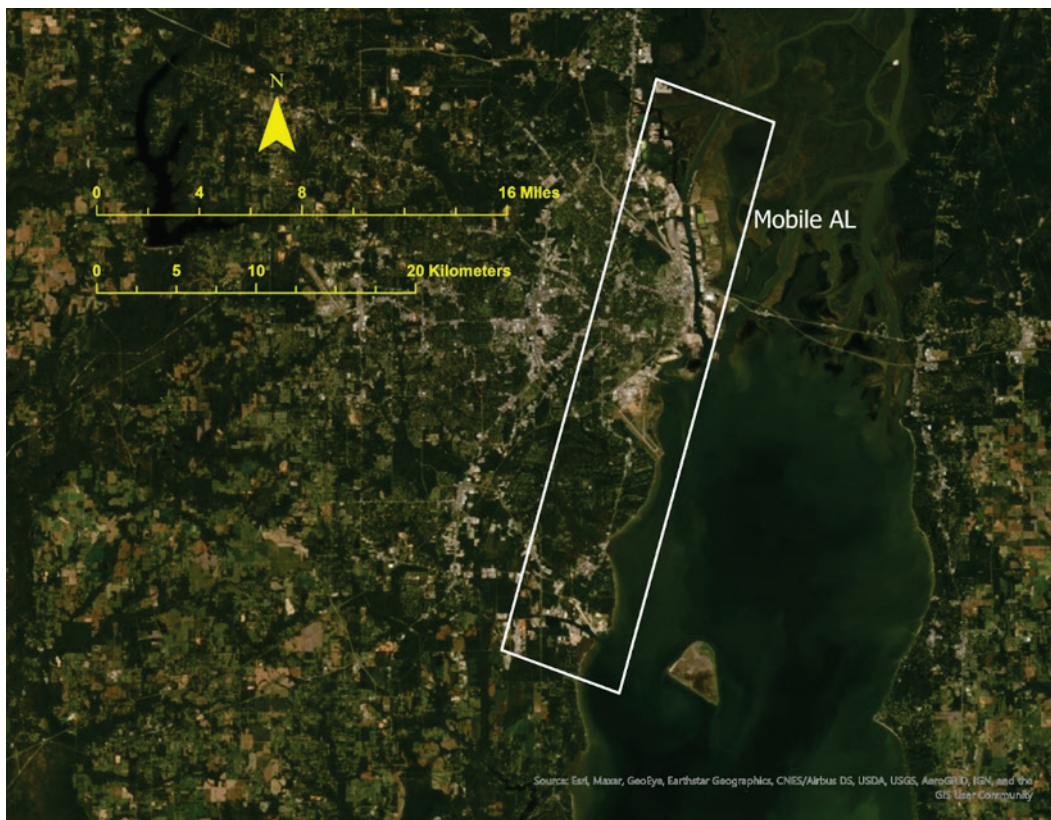 N
0 4 8 16 Miles
Mobile AL
0 5 10 20 Kilometers
Source: Esri, Maxar, GeoEye, Earthstar Geographics, CNES/Airbus DS, USDA, USGS, AeroGRID, IGN, and the
GIS User Community